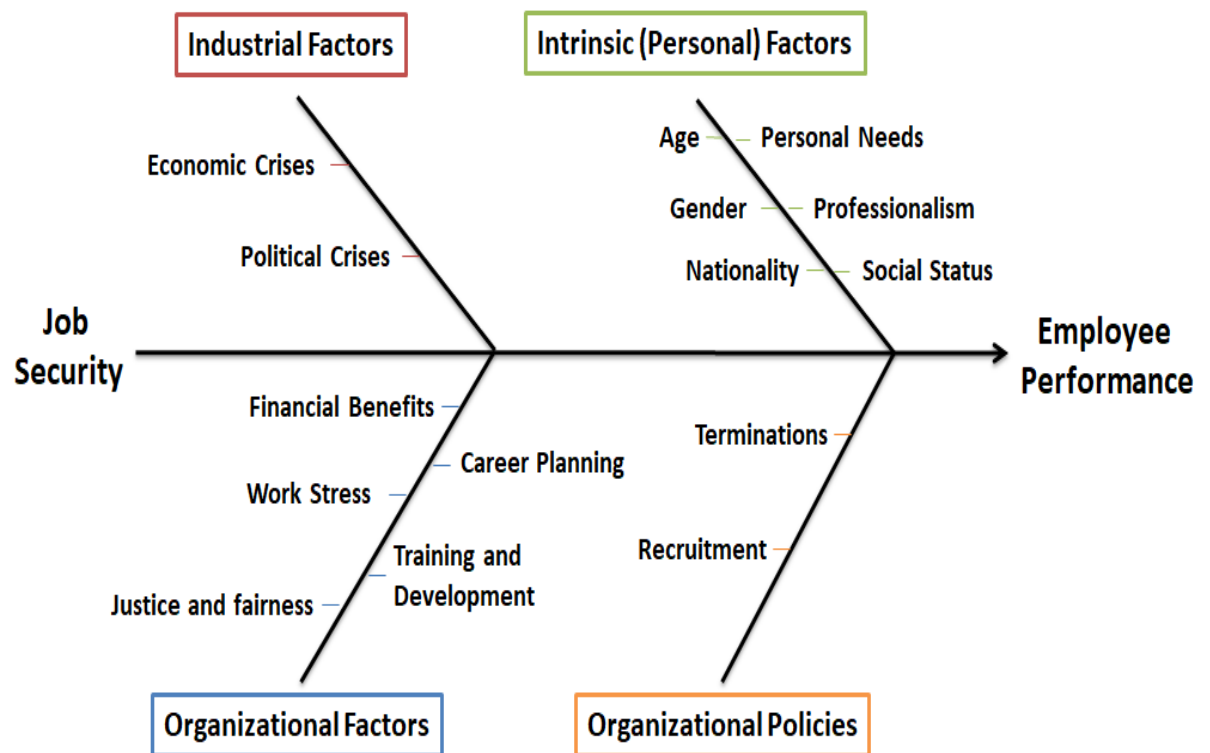 Industrial Factors
Intrinsic (Personal) Factors
Age
Personal Needs
Economic Crises
Gender
Professionalism
Political Crises
Nationality
Social Status
Job
Security
Employee
Performance
Financial Benefits
Career Planning
Work Stress
Training and
Development
Justice and fairness
Terminations
Recruitment
Organizational Factors
Organizational Policies